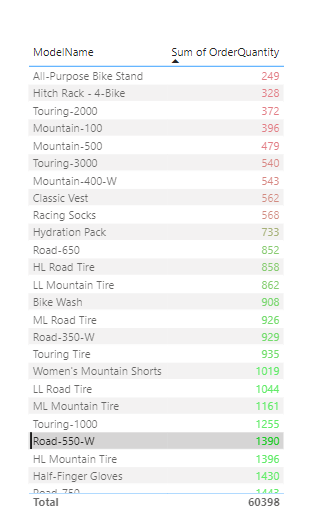 ModelName Sum of OrderQuantity
All-Purpose Bike Stand 249
Hitch Rack - 4-Bike 328
Touring-2000 372
Mountain-100 396
Mountain-500 479
Touring-3000 540
Mountain-400-W 543
Classic Vest 562
Racing Socks 568
Hydration Pack 733
Road-650 852
HL Road Tire 858
LL Mountain Tire 862
Bike Wash 908
ML Road Tire 926
Road-350-W 929
Touring Tire 935
Women's Mountain Shorts 1019
LL Road Tire 1044
ML Mountain Tire 1161
Touring-1000 1255
Road-550-W 1390
HL Mountain Tire 1396
Half-Finger Gloves 1430
Road-750 1443
Total 60398